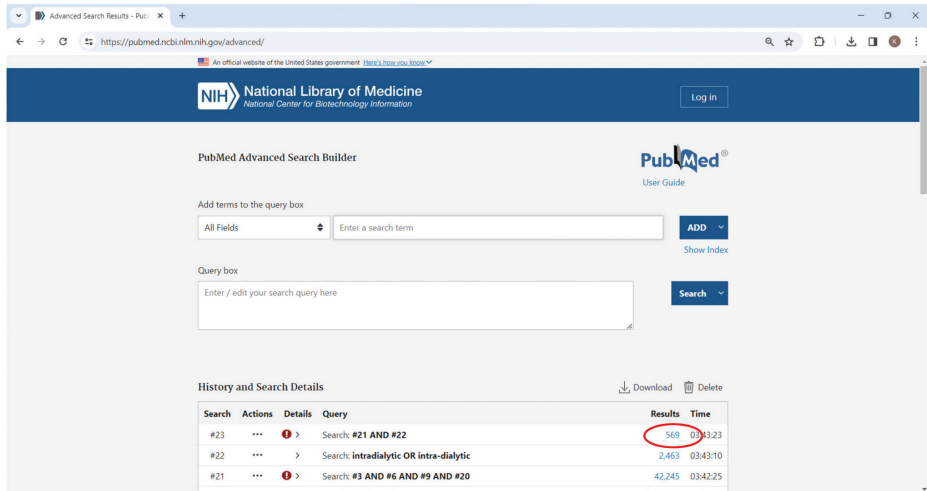 Advanced Search Results - Pub
https://pubmed.ncbi.nlm.nih.gov/advanced/
K
An official website of the United States government Here's how you know
NIH National Library of Medicine
National Center for Biotechnology Information
Log in
PubMed Advanced Search Builder
PubMed®
User Guide
Add terms to the query box
All Fields Enter a search term ADD
Show Index
Query box
Enter / edit your search query here Search
History and Search Details Download Delete
Search Actions Details Query Results Time
#23 ... ! > Search: #21 AND #22 569 03:43:23
#22 ... > Search: intradialytic OR intra-dialytic 2,463 03:43:10
#21 ... ! > Search: #3 AND #6 AND #9 AND #20 42,245 03:42:25